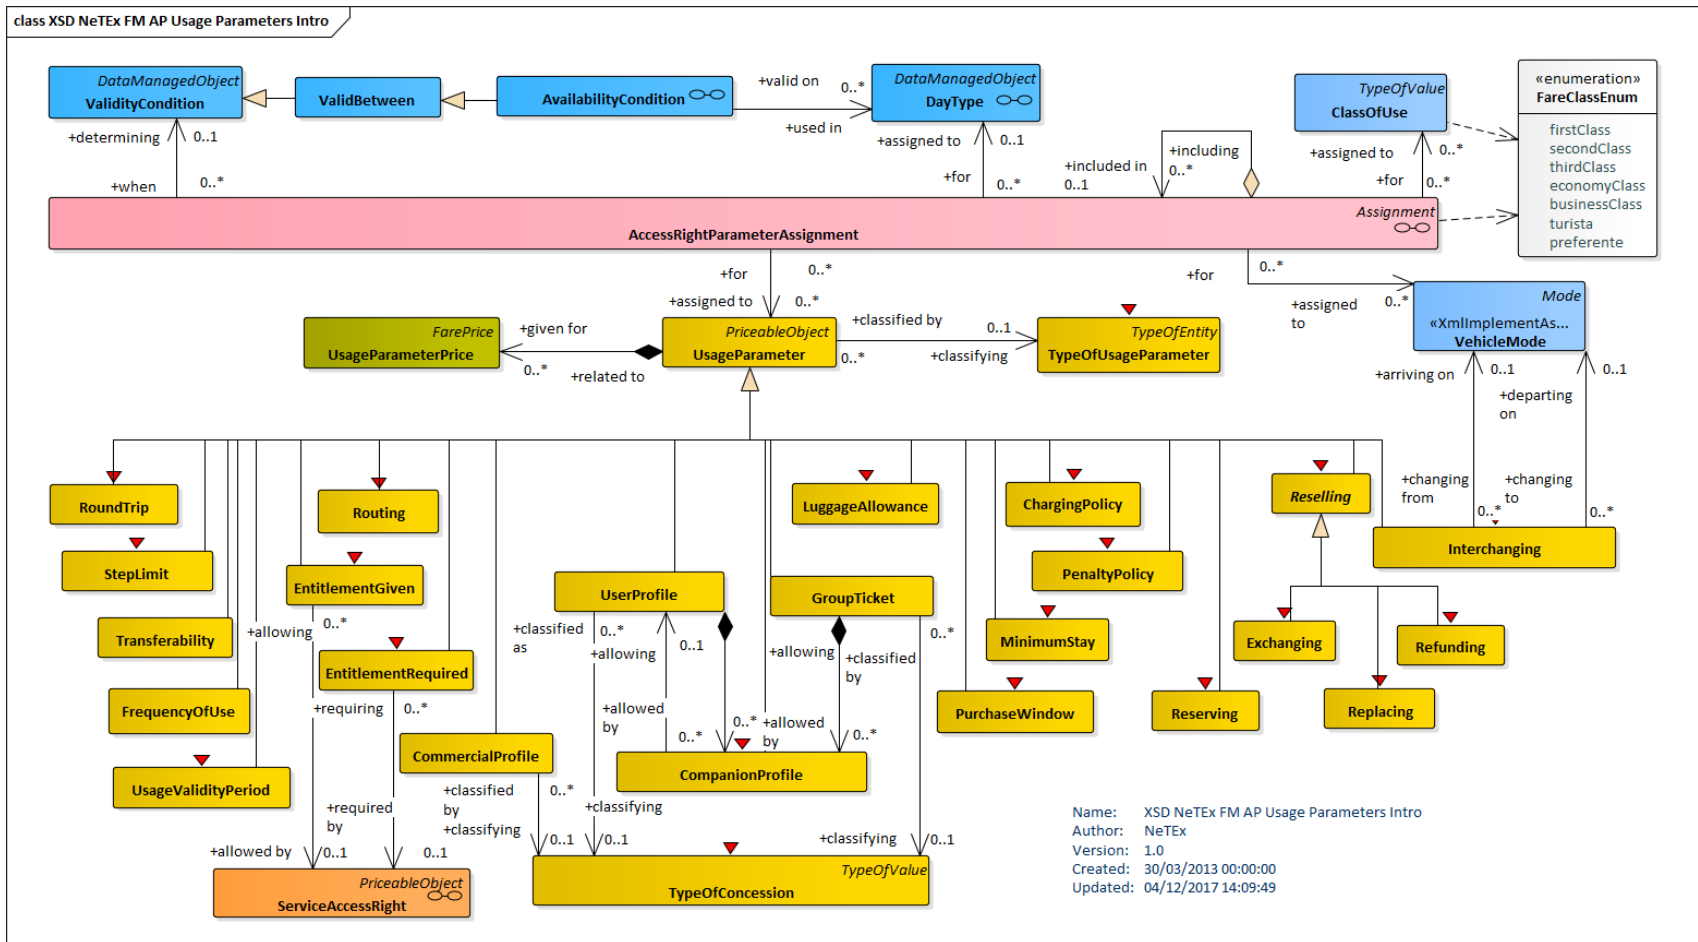 class XSD NeTEx FM AP Usage Parameters Intro
DataManagedObject
ValidityCondition
ValidBetween
AvailabilityCondition
+valid on
0..*
+used in
DataManagedObject
DayType
TypeOfValue
ClassOfUse
«enumeration»
FareClassEnum
firstClass
secondClass
thirdClass
economyClass
businessClass
turista
preferente
+determining
0..1
+when
0..*
+assigned to
0..1
+for
0..*
+included in
0..1
+including
0..*
+assigned to
0..*
+for
0..*
Assignment
AccessRightParameterAssignment
+for
0..*
+assigned to
0..*
+for
0..*
+assigned
to
0..*
Mode
«XmlImplementAs...
VehicleMode
FarePrice
UsageParameterPrice
+given for
0..*
+related to
PriceableObject
UsageParameter
+classified by
0..1
0..*
+classifying
TypeOfEntity
TypeOfUsageParameter
+arriving on
0..1
+departing
on
0..1
+changing
from
0..*
+changing
to
0..*
RoundTrip
Routing
LuggageAllowance
ChargingPolicy
Reselling
Interchanging
StepLimit
EntitlementGiven
UserProfile
GroupTicket
PenaltyPolicy
Transferability
+allowing
0..*
EntitlementRequired
+requiring
0..*
+classified
as
0..*
+allowing
0..1
+allowing
+classified
by
0..*
MinimumStay
Exchanging
Refunding
FrequencyOfUse
PurchaseWindow
Reserving
Replacing
+allowed
by
0..*
0..*
+allowed
by
0..*
CommercialProfile
CompanionProfile
UsageValidityPeriod
+required
by
0..1
+allowed by
0..1
+classified
by
0..*
+classifying
0..1
+classifying
0..1
+classifying
0..1
PriceableObject
ServiceAccessRight
TypeOfValue
TypeOfConcession
Name: XSD NeTEx FM AP Usage Parameters Intro
Author: NeTEx
Version: 1.0
Created: 30/03/2013 00:00:00
Updated: 04/12/2017 14:09:49